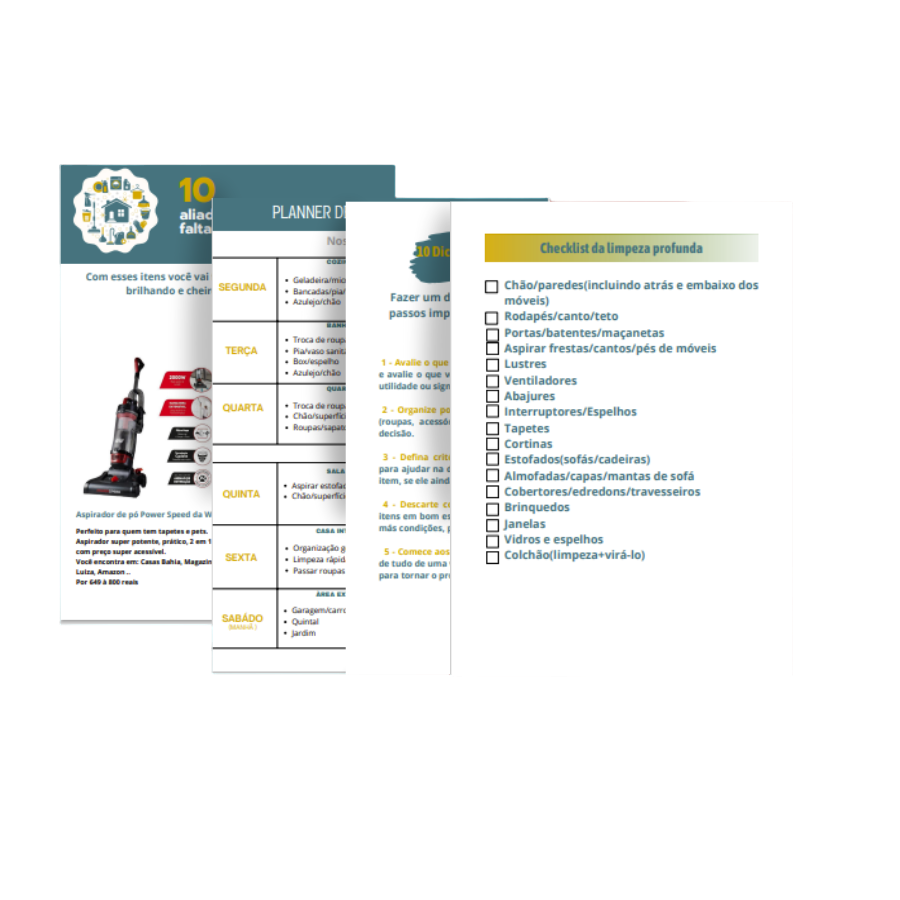 10
aliad
falta
Com esses itens você vai
brilhando e cheir
Aspirador de pó Power Speed da W
Perfeito para quem tem tapetes e pets.
Aspirador super potente, prático, 2 em 1
com preço super acessível.
Você encontra em: Casas Bahia, Magazin
Luiza, Amazon ..
Por 649 à 800 reais
PLANNER D
Nos
SEGUNDA
• Geladeira/mic
• Bancadas/pia/
• Azulejo/chão
BANH
TERÇA
• Troca de roup
• Pia/vaso sanit
• Box/espelho
• Azulejo/chão
QUAR
QUARTA
• Troca de roup
• Chão/superfíc
• Roupas/sapat
SALA
QUINTA
• Aspirar estofa
• Chão/superfíci
CASA INT
SEXTA
• Organização g
• Limpeza rápid
• Passar roupas
ÁREA EX
SABÁDO
(MANHÃ )
• Garagem/carro
• Quintal
• Jardim
10 Dic
Fazer um d
passos imp
1 - Avalie o que
e avalie o que v
utilidade ou sign
2 - Organize po
(roupas, acessó
decisão.
3 - Defina crité
para ajudar na d
item, se ele aind
4 - Descarte c
itens em bom es
más condições, p
5 - Comece aos
de tudo de uma
para tornar o pr
Checklist da limpeza profunda
Chão/paredes(incluindo atrás e embaixo dos
móveis)
Rodapés/canto/teto
Portas/batentes/maçanetas
Aspirar frestas/cantos/pés de móveis
Lustres
Ventiladores
Abajures
Interruptores/Espelhos
Tapetes
Cortinas
Estofados(sofás/cadeiras)
Almofadas/capas/mantas de sofá
Cobertores/edredons/travesseiros
Brinquedos
Janelas
Vidros e espelhos
Colchão(limpeza+virá-lo)